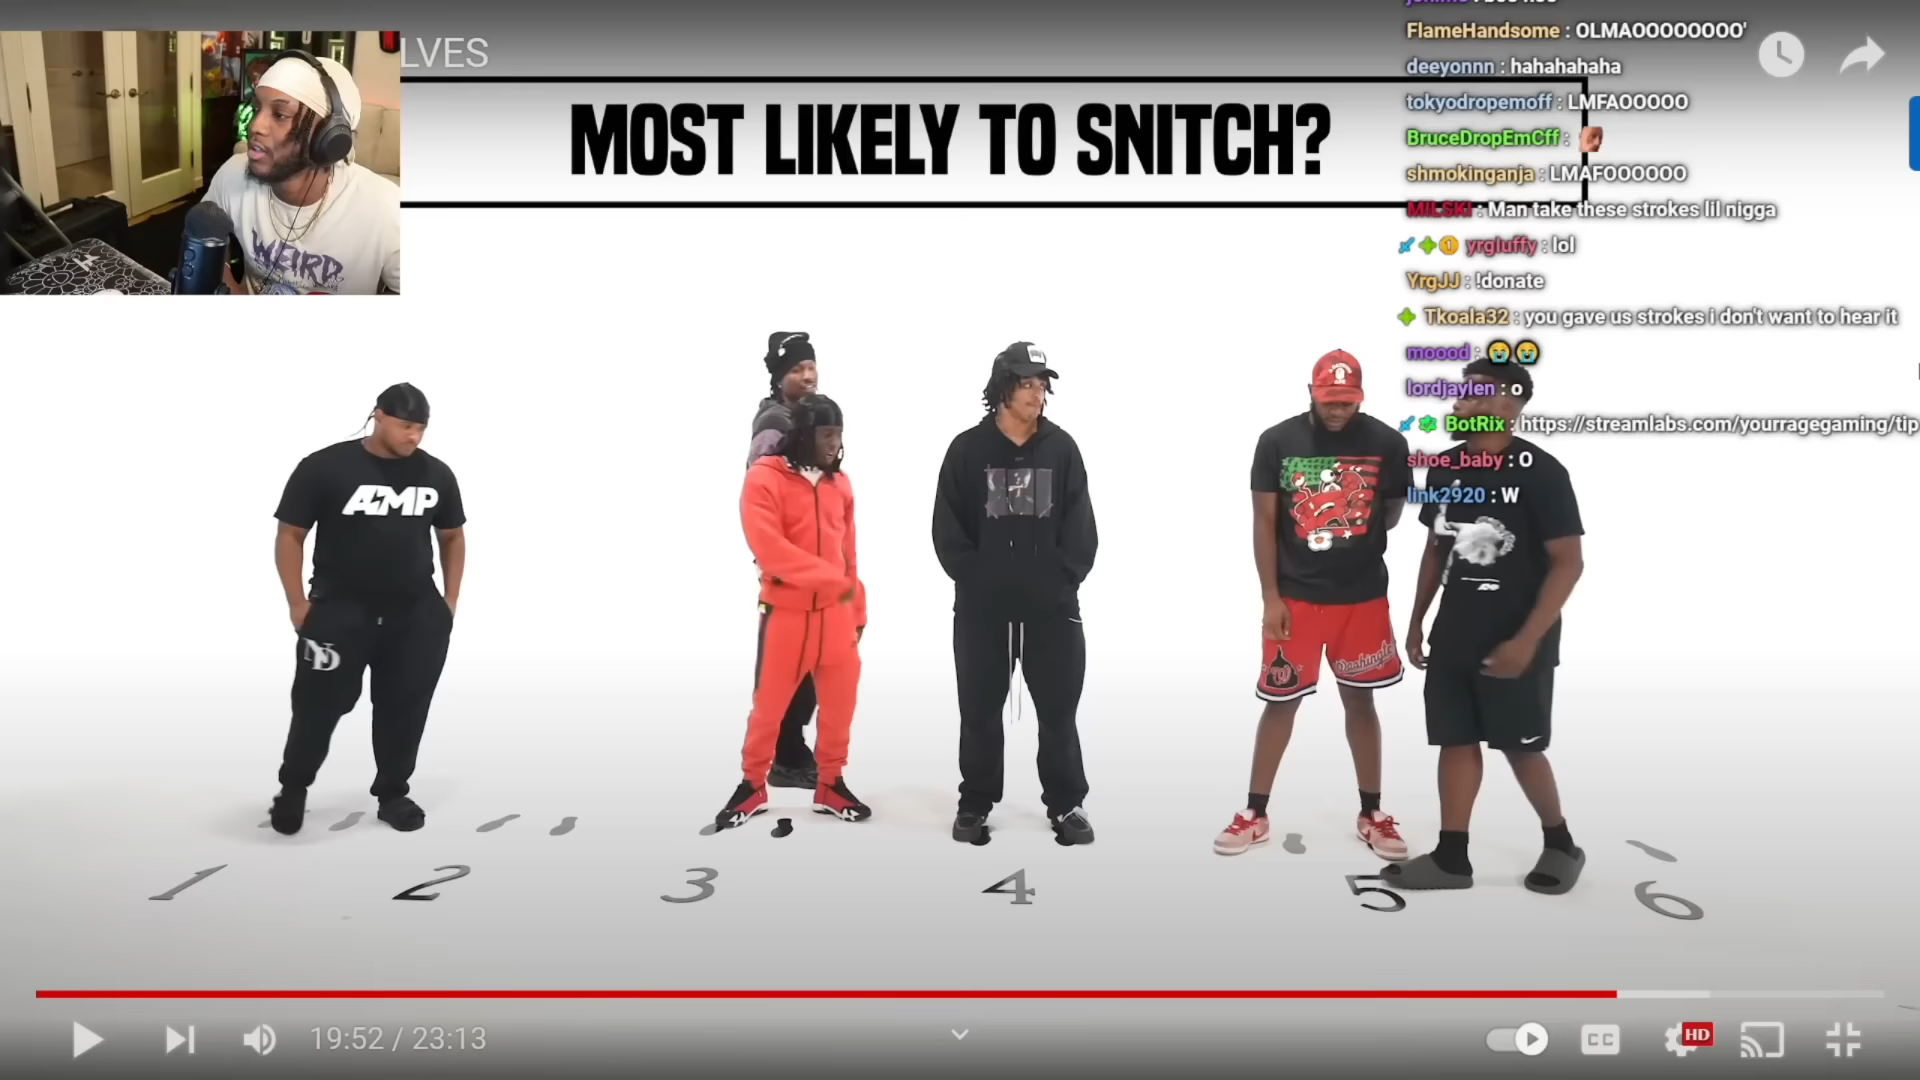 LVES
MOST LIKELY TO SNITCH?
FlameHandsome : OLMAOOOOOOOO'
deeyonnn : hahahahaha
tokyodropemoff : LMFAOOOOO
BruceDropEmCff :
shmokinganja : LMAFOOOOOO
MILSKI : Man take these strokes lil nigga
yrgluffy : lol
YrgJJ : !donate
Tkoala32 : you gave us strokes i don't want to hear it
moood : 😭😭
lordjaylen : o
BotRix : https://streamlabs.com/yourragegaming/tip
shoe_baby : O
link2920 : W
WEIRD
AMP
ND
Washington
W
1 2 3 4 5 6
19:52 / 23:13
CC
HD